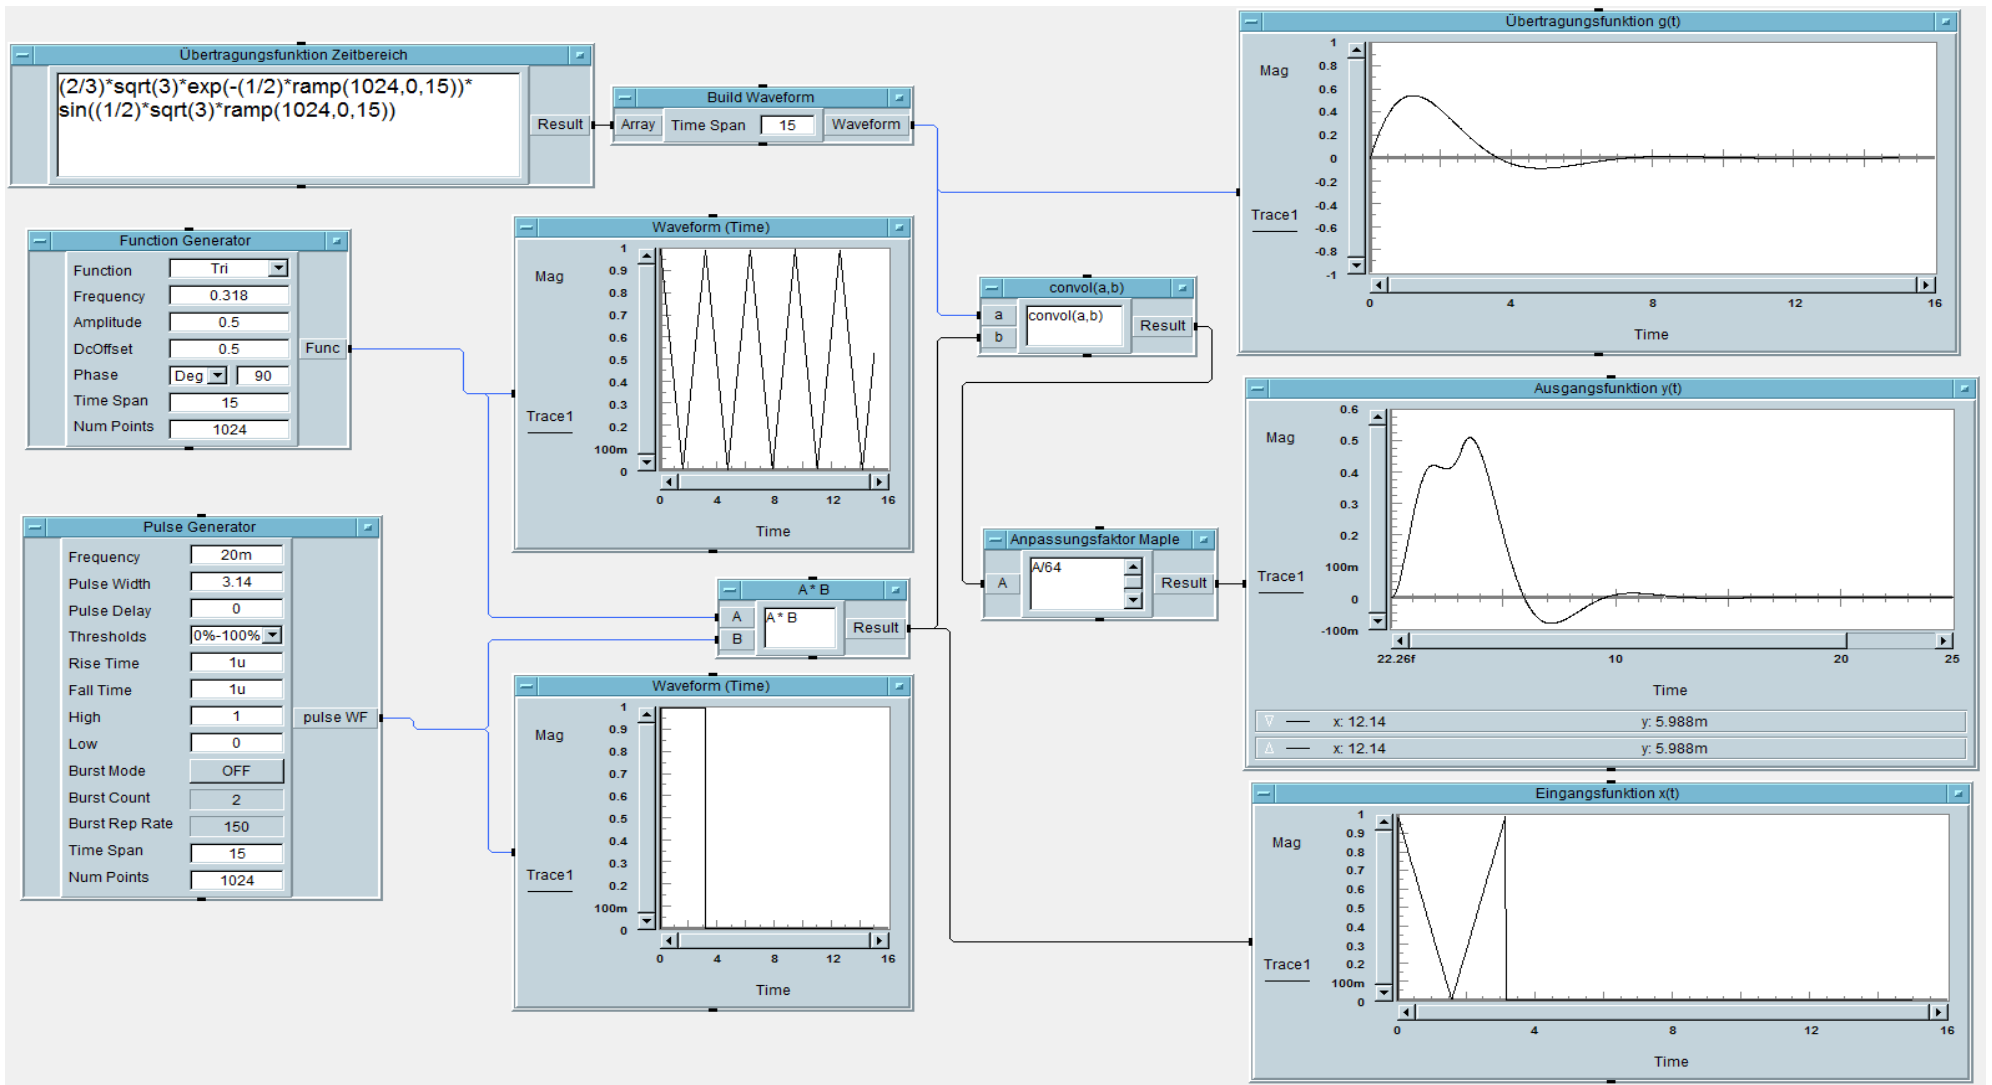 Übertragungsfunktion Zeitbereich
(2/3)*sqrt(3)*exp(-(1/2)*ramp(1024,0,15))*
sin((1/2)*sqrt(3)*ramp(1024,0,15))
Result
Build Waveform
Array
Time Span
15
Waveform
Übertragungsfunktion g(t)
Mag
Trace1
1
0.8
0.6
0.4
0.2
0
-0.2
-0.4
-0.6
-0.8
-1
0 4 8 12 16
Time
Function Generator
Function Tri
Frequency 0.318
Amplitude 0.5
DcOffset 0.5
Phase Deg 90
Time Span 15
Num Points 1024
Func
Waveform (Time)
Mag
Trace1
1
0.9
0.8
0.7
0.6
0.5
0.4
0.3
0.2
100m
0
0 4 8 12 16
Time
convol(a,b)
a
b
convol(a,b)
Result
Ausgangsfunktion y(t)
Mag
Trace1
0.6
0.5
0.4
0.3
0.2
100m
0
-100m
22.26f 10 20 25
Time
x: 12.14 y: 5.988m
x: 12.14 y: 5.988m
Pulse Generator
Frequency 20m
Pulse Width 3.14
Pulse Delay 0
Thresholds 0%-100%
Rise Time 1u
Fall Time 1u
High 1
Low 0
Burst Mode OFF
Burst Count 2
Burst Rep Rate 150
Time Span 15
Num Points 1024
pulse WF
A * B
A
B
A * B
Result
Anpassungsfaktor Maple
A
A/64
Result
Waveform (Time)
Mag
Trace1
1
0.9
0.8
0.7
0.6
0.5
0.4
0.3
0.2
100m
0
0 4 8 12 16
Time
Eingangsfunktion x(t)
Mag
Trace1
1
0.9
0.8
0.7
0.6
0.5
0.4
0.3
0.2
100m
0
0 4 8 12 16
Time